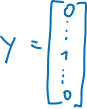 Y = [0
⋮
1
⋮
0]